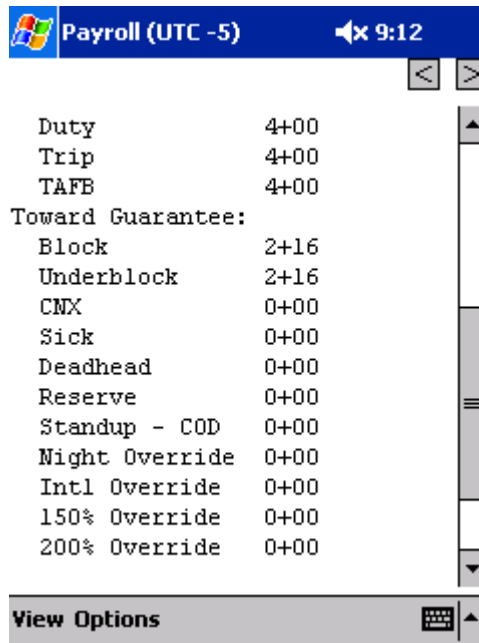 Payroll (UTC -5) 9:12
< >
Duty 4+00
Trip 4+00
TAFB 4+00
Toward Guarantee:
Block 2+16
Underblock 2+16
CNX 0+00
Sick 0+00
Deadhead 0+00
Reserve 0+00
Standup - COD 0+00
Night Override 0+00
Intl Override 0+00
150% Override 0+00
200% Override 0+00
View Options